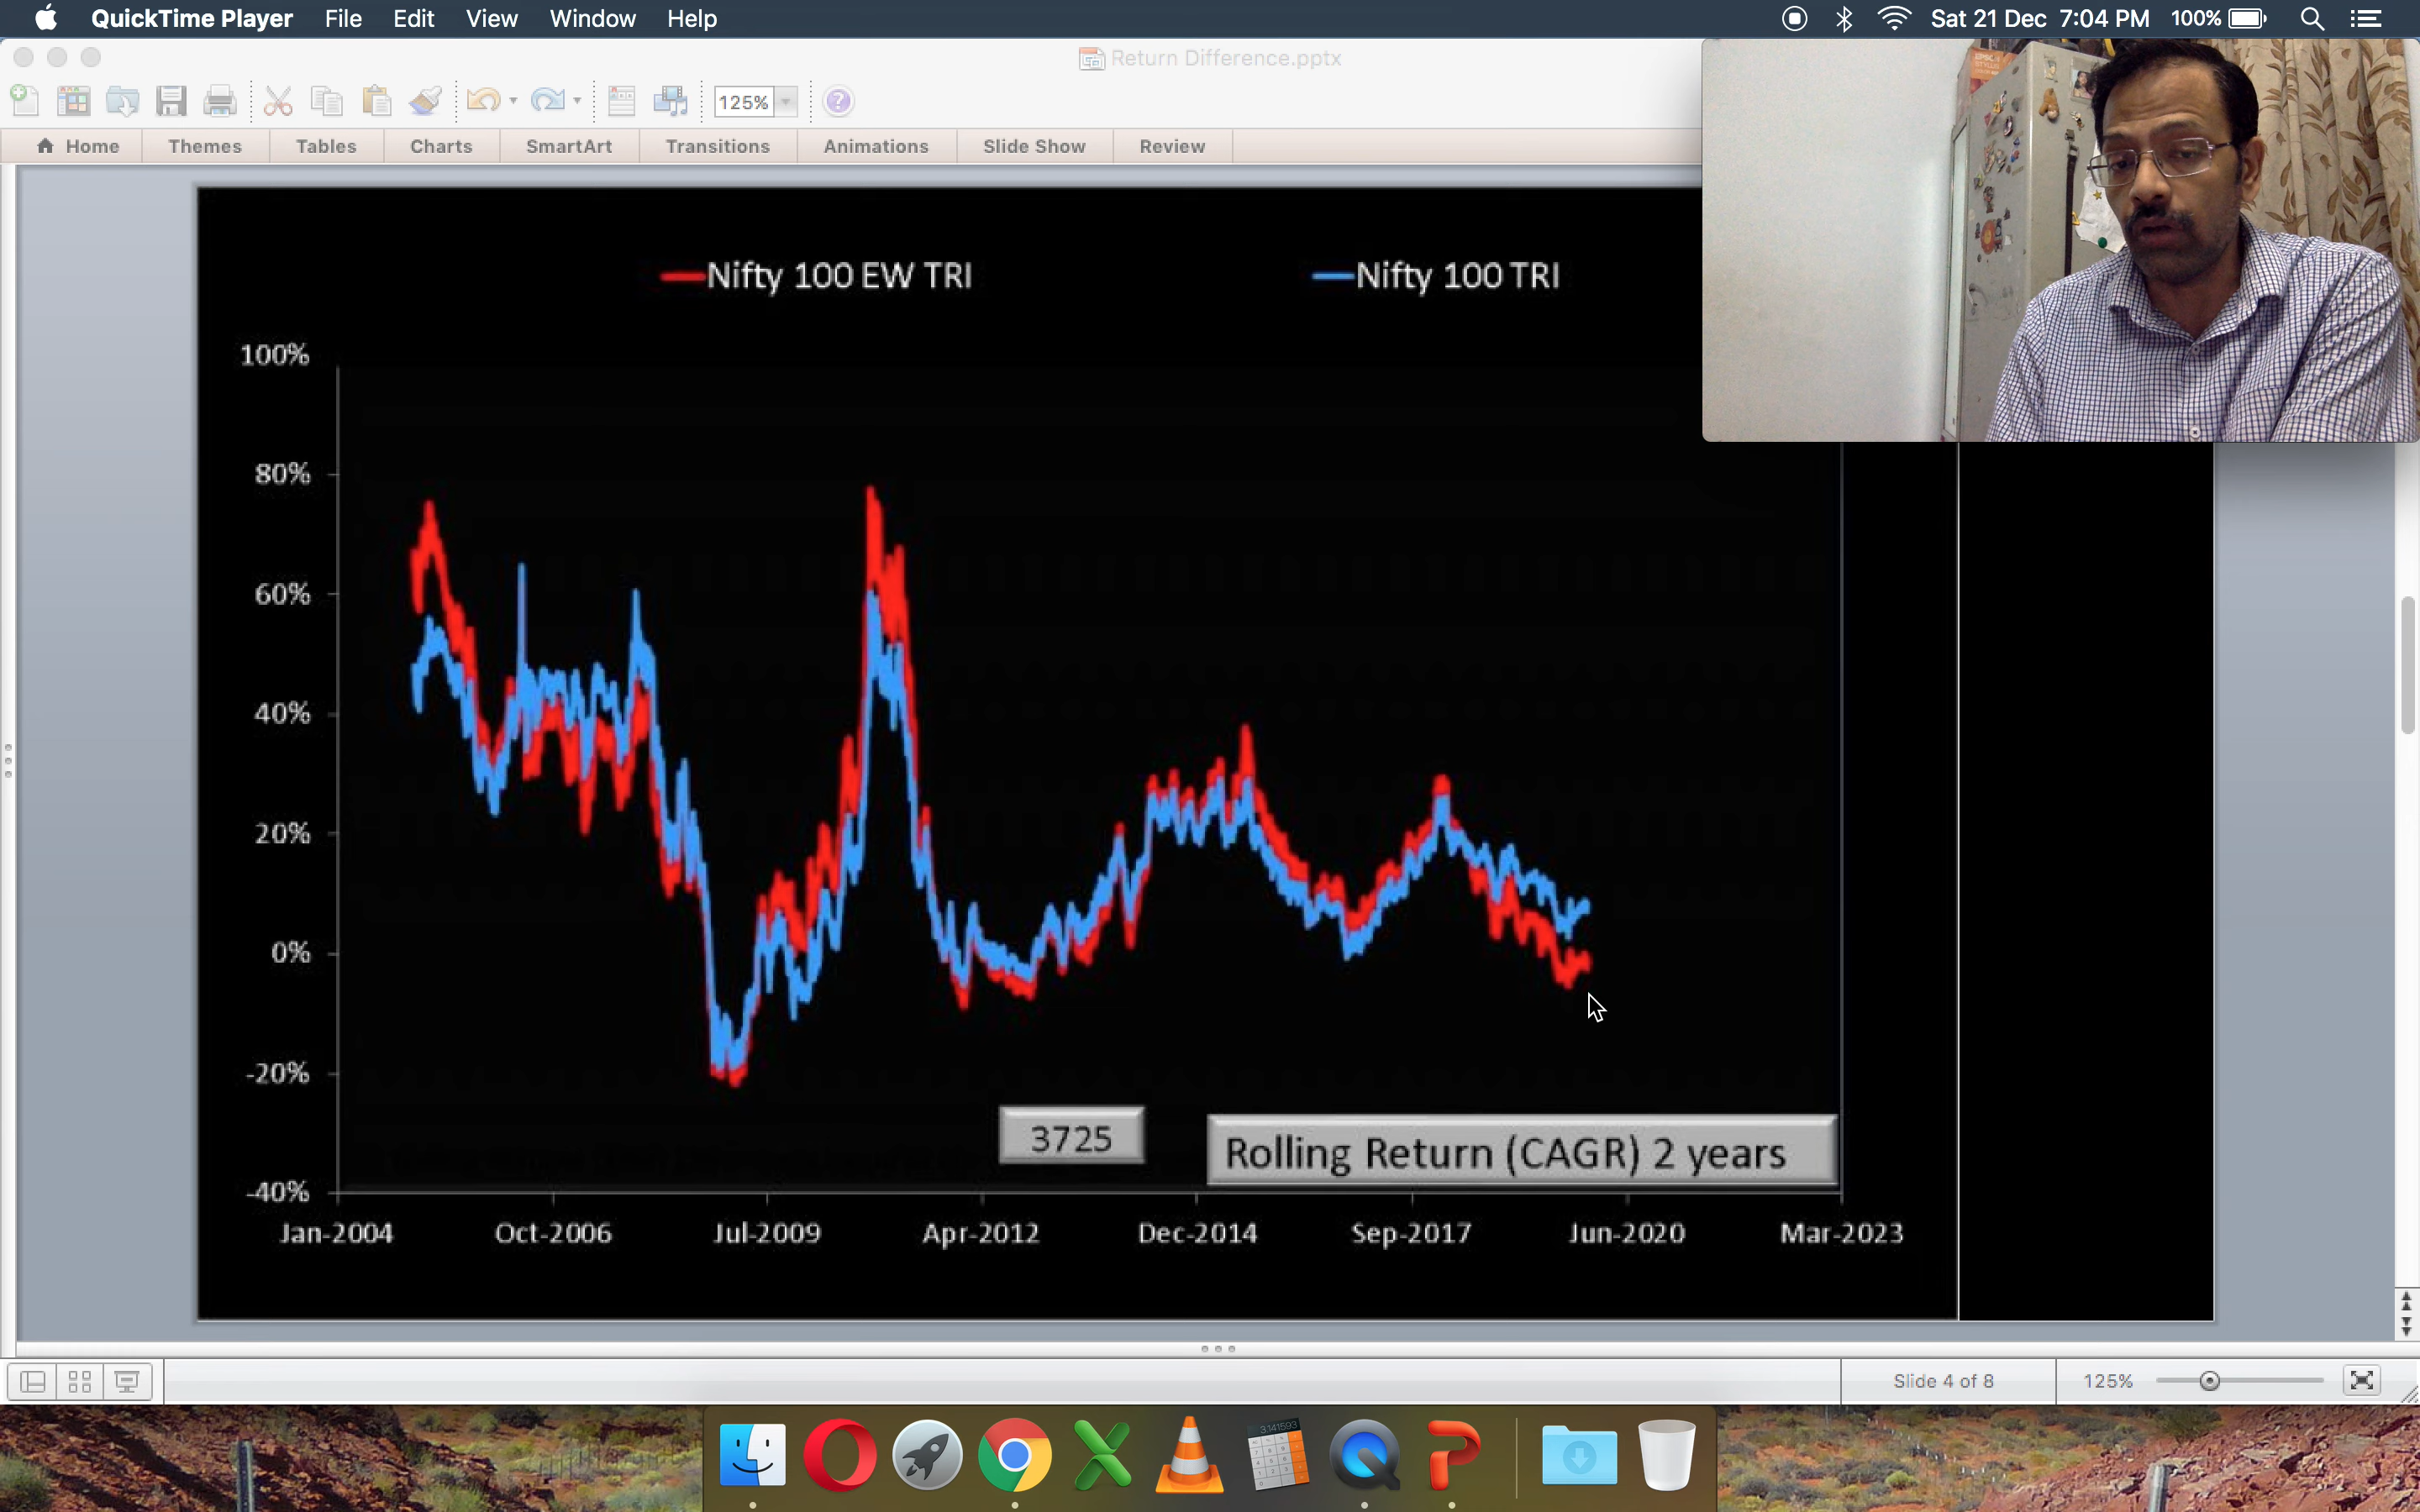 QuickTime Player File Edit View Window Help Sat 21 Dec 7:04 PM 100%
Return Difference.pptx
125% ?
Home Themes Tables Charts SmartArt Transitions Animations Slide Show Review
Nifty 100 EW TRI Nifty 100 TRI
100%
80%
60%
40%
20%
0%
-20%
-40%
3725
Rolling Return (CAGR) 2 years
Jan-2004 Oct-2006 Jul-2009 Apr-2012 Dec-2014 Sep-2017 Jun-2020 Mar-2023
Slide 4 of 8 125%
3.141593